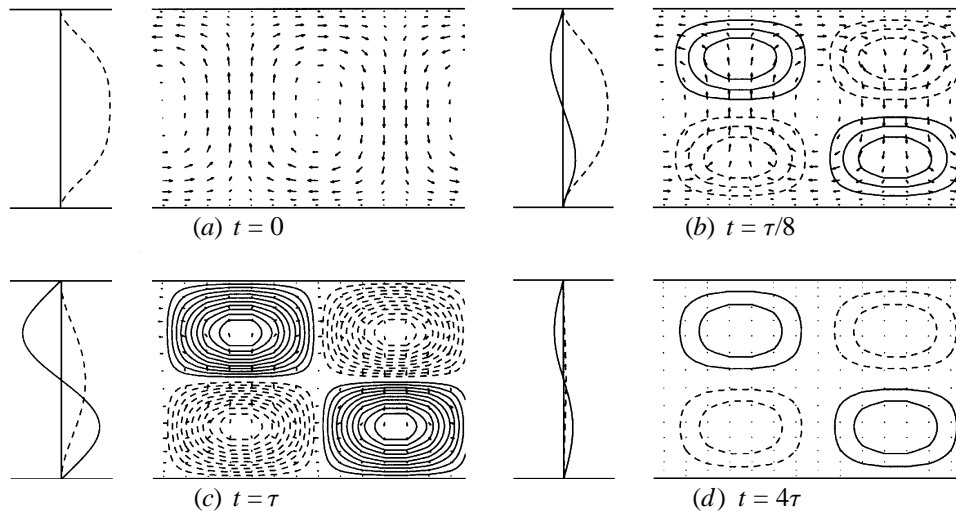 (a) t = 0
(b) t = τ/8
(c) t = τ
(d) t = 4τ